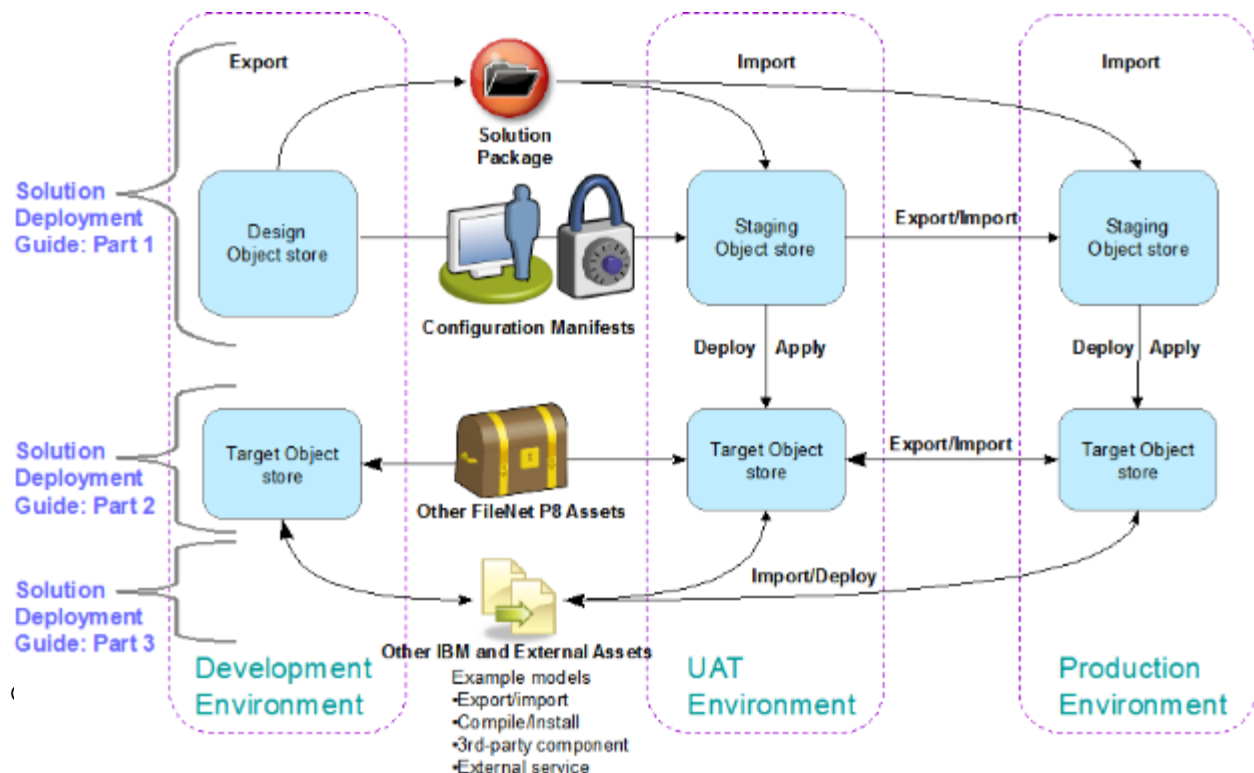 Export
Import
Import
Solution
Package
Solution
Deployment
Guide: Part 1
Design
Object store
Staging
Object store
Export/Import
Staging
Object store
Configuration Manifests
Deploy
Apply
Deploy
Apply
Solution
Deployment
Guide: Part 2
Target Object
store
Target Object
store
Export/Import
Target Object
store
Other FileNet P8 Assets
Solution
Deployment
Guide: Part 3
Import/Deploy
Other IBM and External Assets
Example models
•Export/import
•Compile/Install
•3rd-party component
•External service
Development
Environment
UAT
Environment
Production
Environment